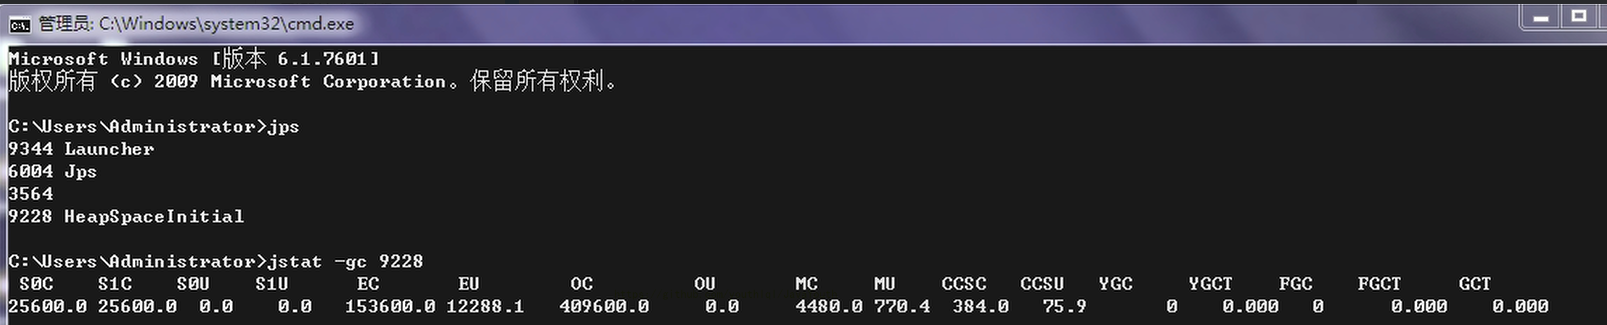 管理员: C:\Windows\system32\cmd.exe
Microsoft Windows [版本 6.1.7601]
版权所有 (c) 2009 Microsoft Corporation。保留所有权利。
C:\Users\Administrator>jps
9344 Launcher
6004 Jps
3564
9228 HeapSpaceInitial
C:\Users\Administrator>jstat -gc 9228
S0C S1C S0U S1U EC EU OC OU MC MU CCSC CCSU YGC YGCT FGC FGCT GCT
25600.0 25600.0 0.0 0.0 153600.0 12288.1 409600.0 0.0 4480.0 770.4 384.0 75.9 0 0.000 0 0.000 0.000